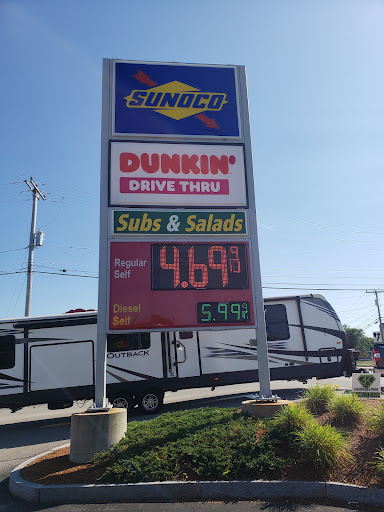 SUNOCO
DUNKIN'
DRIVE THRU
Subs & Salads
Regular
Self
4.69 9/10
Diesel
Self
5.99 9/10
OUTBACK